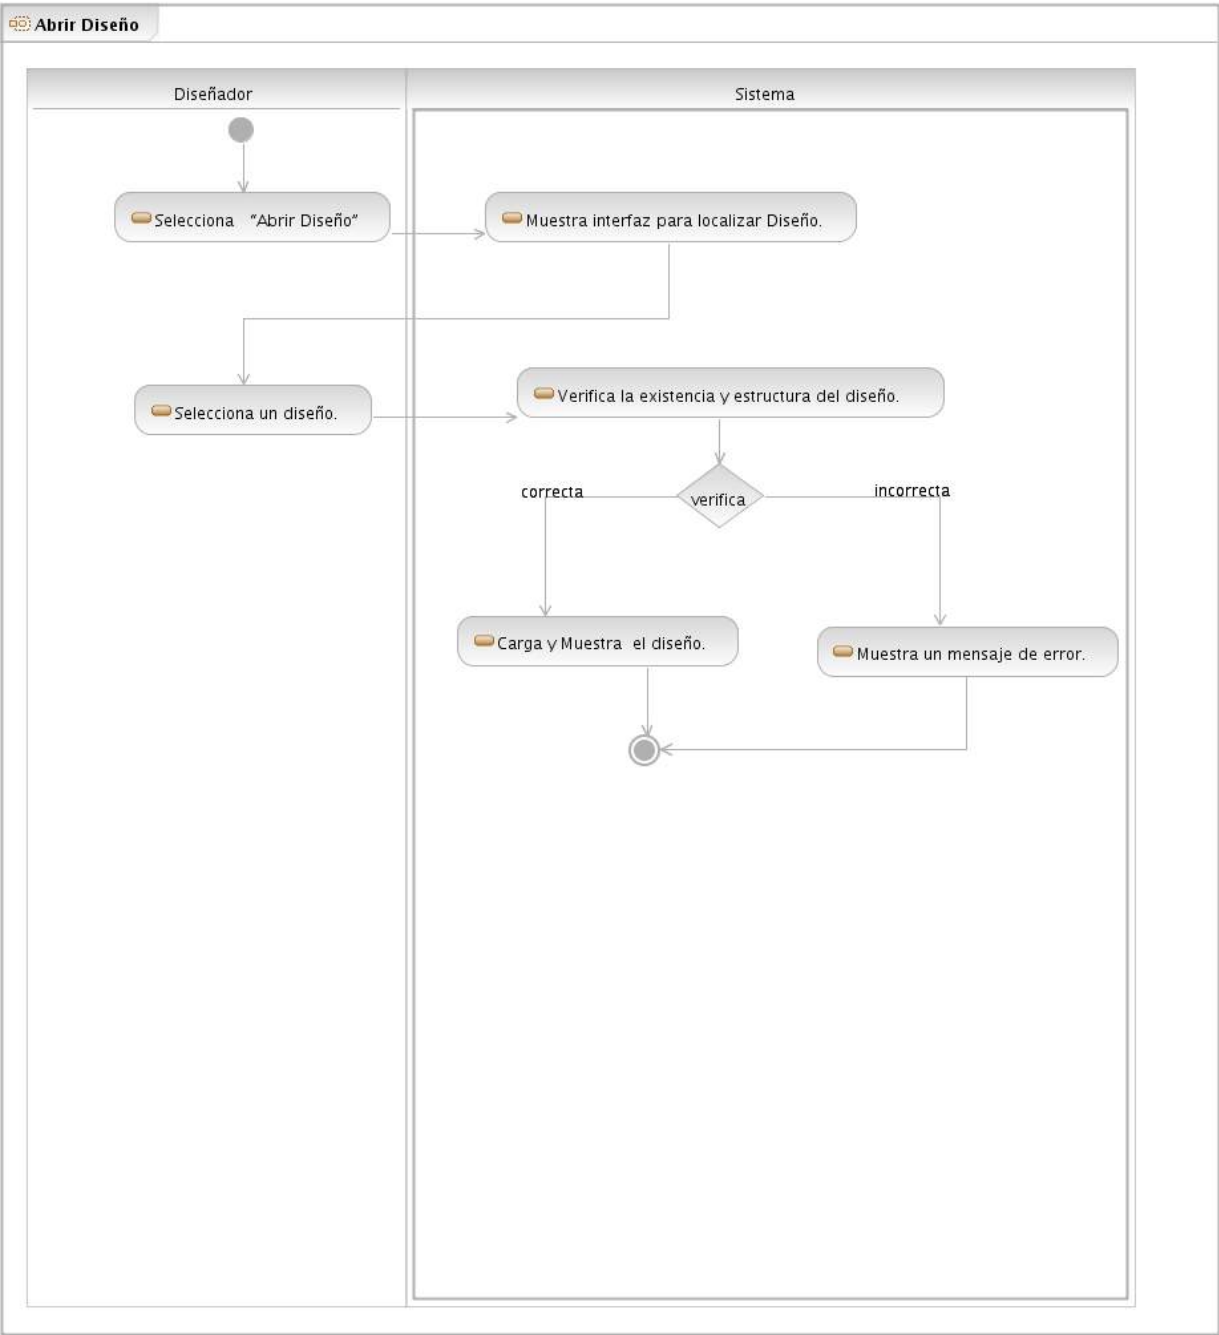 Abrir Diseño
Diseñador
Sistema
Selecciona “Abrir Diseño”
Muestra interfaz para localizar Diseño.
Selecciona un diseño.
Verifica la existencia y estructura del diseño.
correcta
verifica
incorrecta
Carga y Muestra el diseño.
Muestra un mensaje de error.